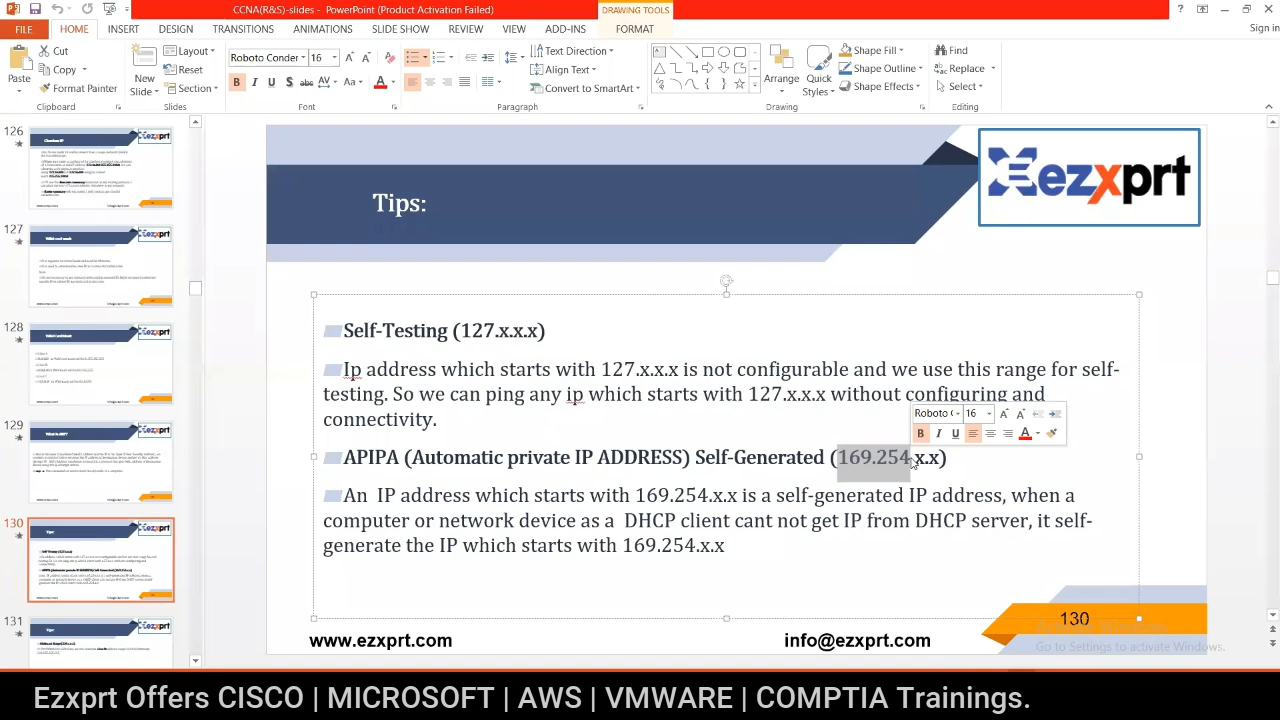 CCNA(R&S)-slides - PowerPoint (Product Activation Failed)
DRAWING TOOLS
Sign in
FILE HOME INSERT DESIGN TRANSITIONS ANIMATIONS SLIDE SHOW REVIEW VIEW ADD-INS FORMAT
Paste
Cut
Copy
Format Painter
Clipboard
New Slide
Layout
Reset
Section
Slides
Roboto Conder 16
Font
Text Direction
Align Text
Convert to SmartArt
Paragraph
Arrange
Quick Styles
Shape Fill
Shape Outline
Shape Effects
Drawing
Find
Replace
Select
Editing
126
127
128
129
130
131
Tips:
ezxprt
Self-Testing (127.x.x.x)
Ip address which starts with 127.x.x.x is not configurable and we use this range for self-
testing. So we can ping any ip which starts with 127.x.x.x without configuring and
connectivity.
IP ADDRESS) (169.254.x.x)
An IP address which starts with 169.254.x.x is a self-generated IP address, when a
computer or network device as a DHCP client cant not get IP from DHCP server, it self-
generate the IP which starts with 169.254.x.x
Roboto 16
130
www.ezxprt.com
info@ezxprt.com
Go to Settings to activate Windows.
Ezxprt Offers CISCO | MICROSOFT | AWS | VMWARE | COMPTIA Trainings.